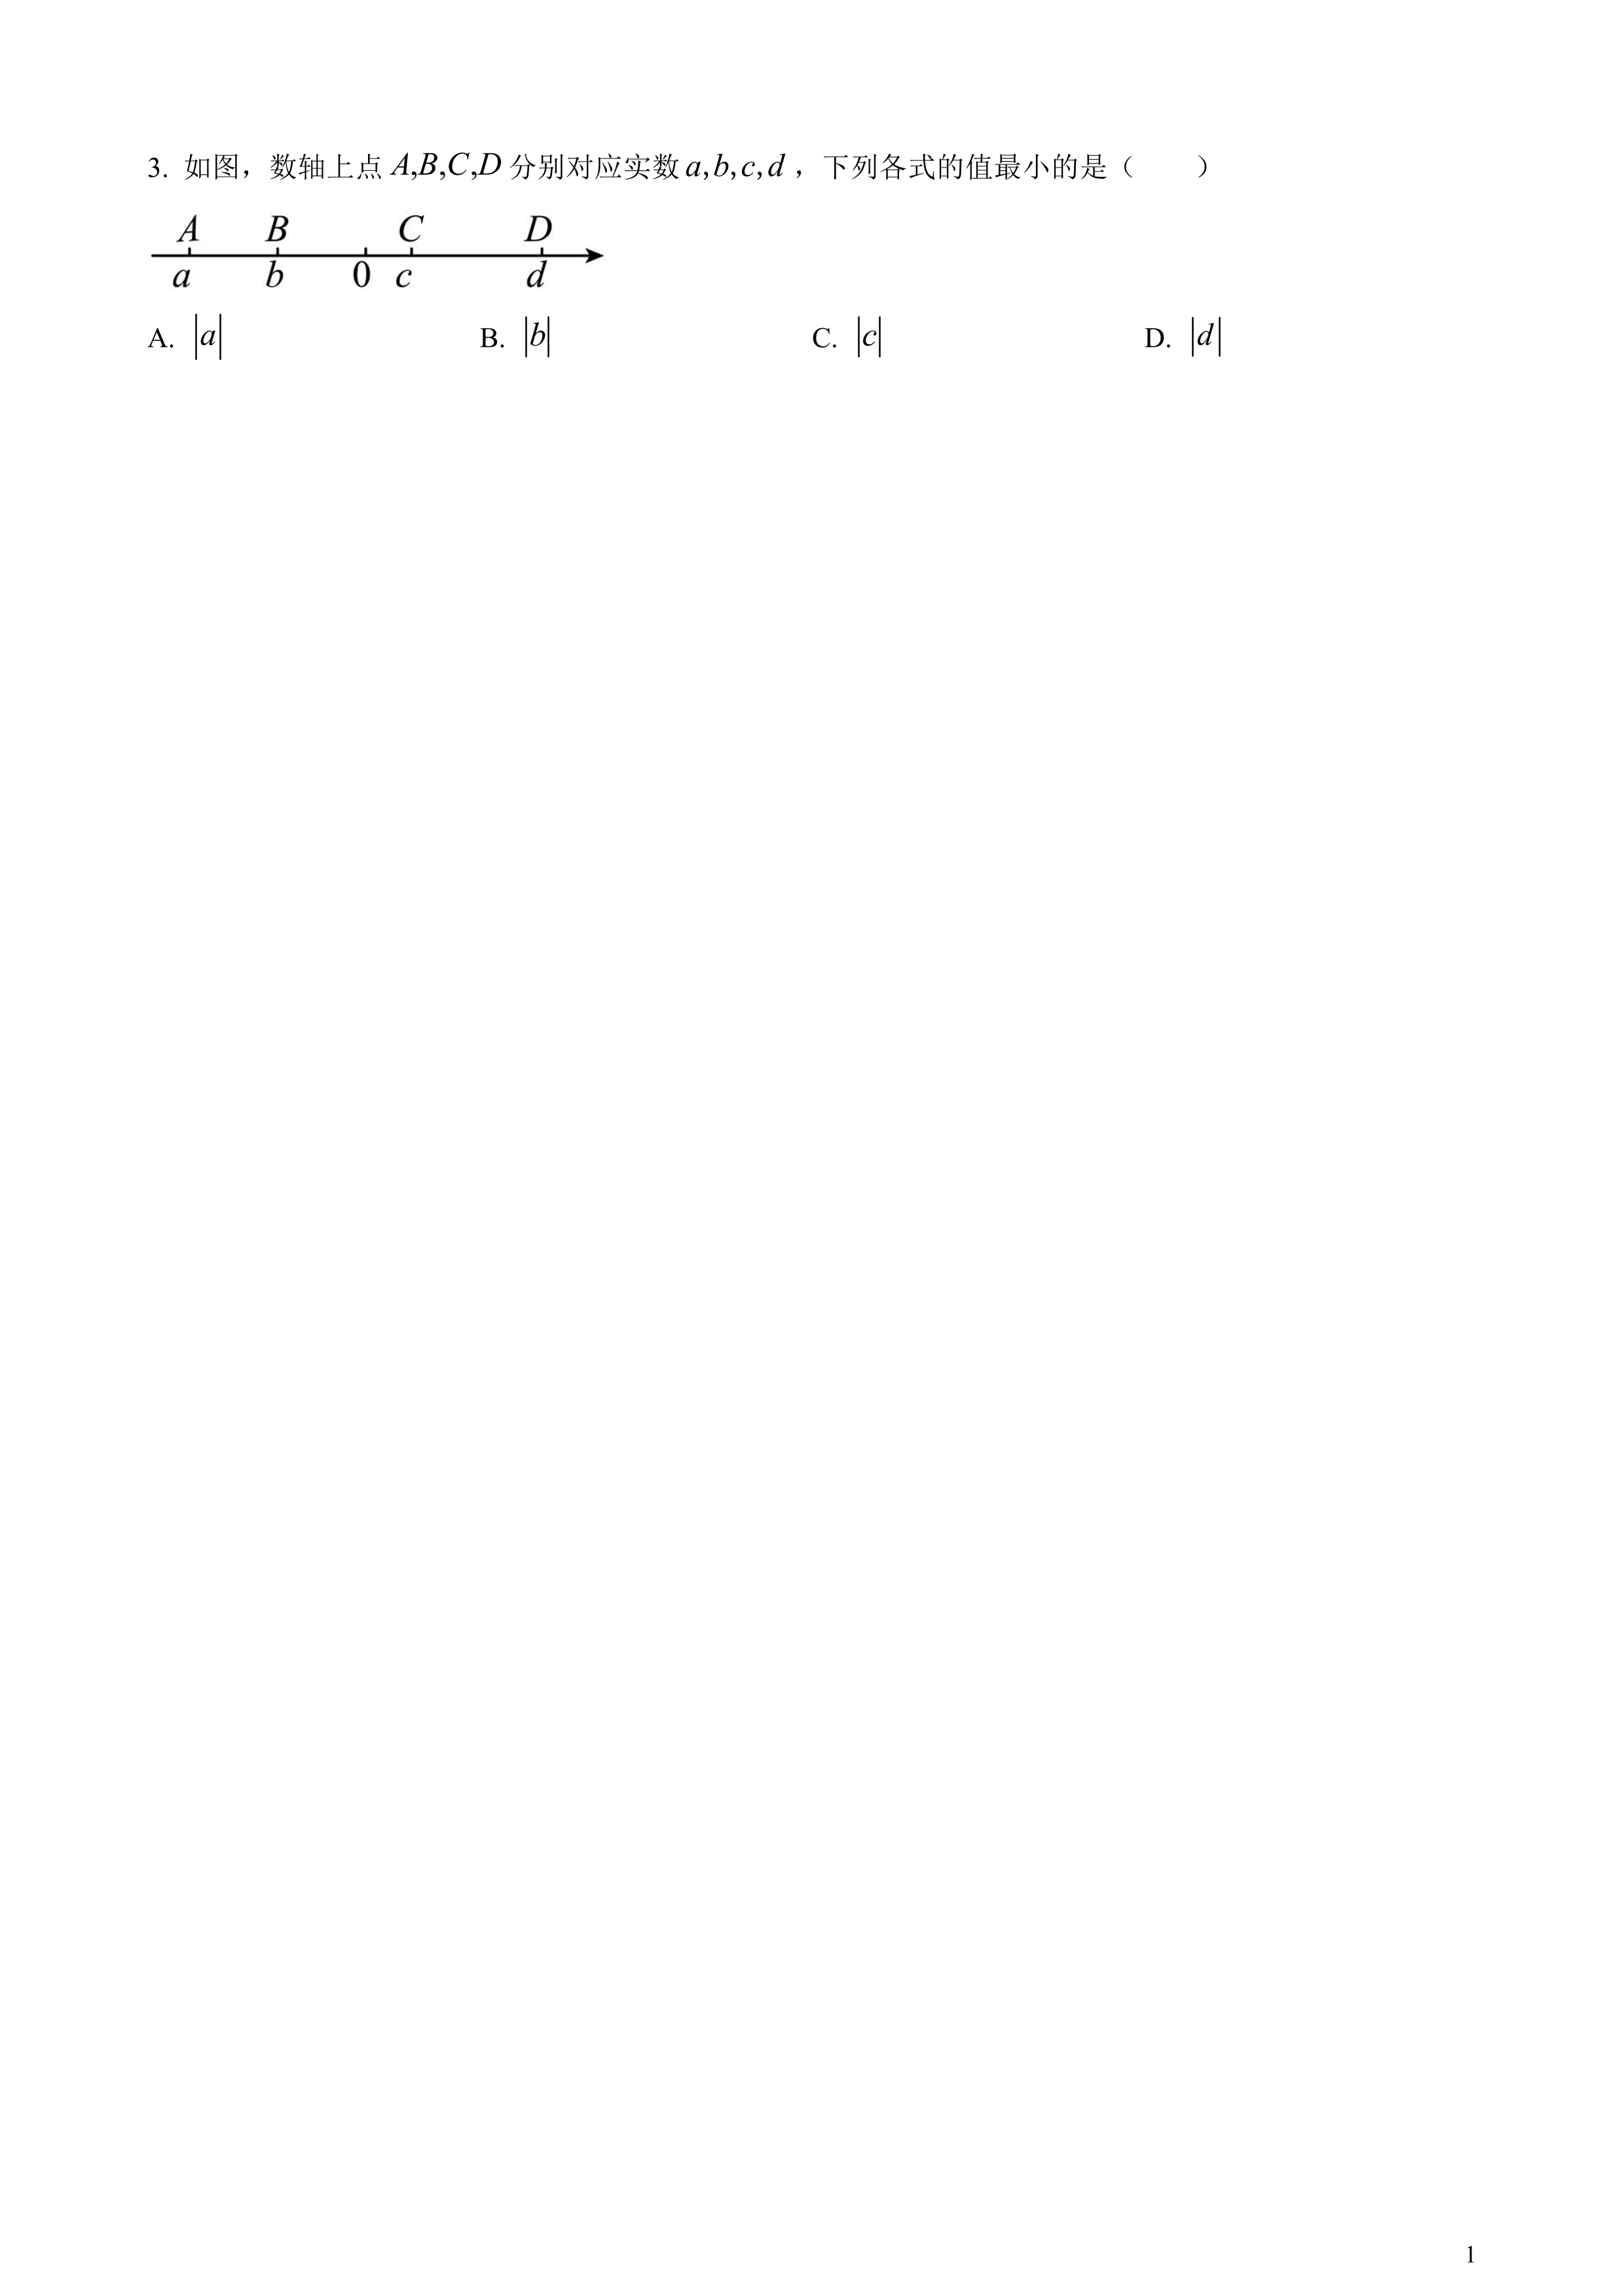 3. 如图，数轴上点 A,B,C,D 分别对应实数 a,b,c,d ，下列各式的值最小的是（　　）
A B C D
a b 0 c d
A. |a| B. |b| C. |c| D. |d|
1